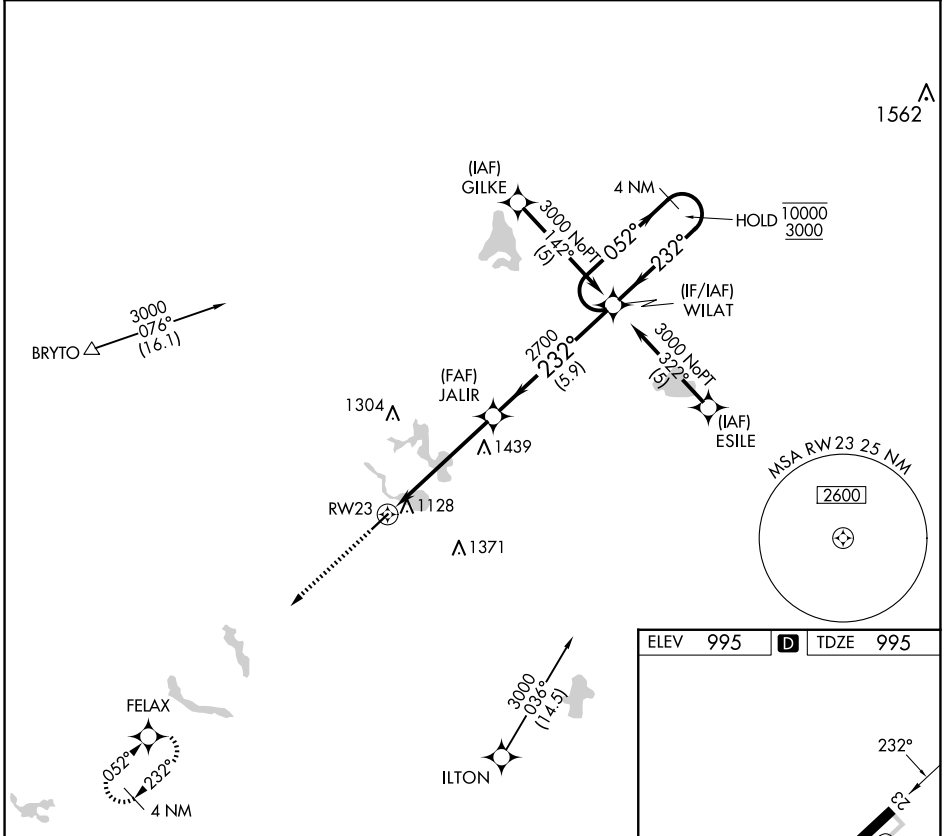 1562
(IAF)
GILKE
4 NM
HOLD 10000
3000
3000 NoPT
142°
(5)
052°
232°
(IF/IAF)
WILAT
3000
076°
(16.1)
BRYTO
2700
232°
(5.9)
3000 NoPT
322°
(5)
(FAF)
JALIR
1304
1439
(IAF)
ESILE
MSA RW 23 25 NM
2600
RW23
1128
1371
ELEV 995 D TDZE 995
FELAX
052°
232°
4 NM
3000
036°
(14.5)
ILTON
232°
23